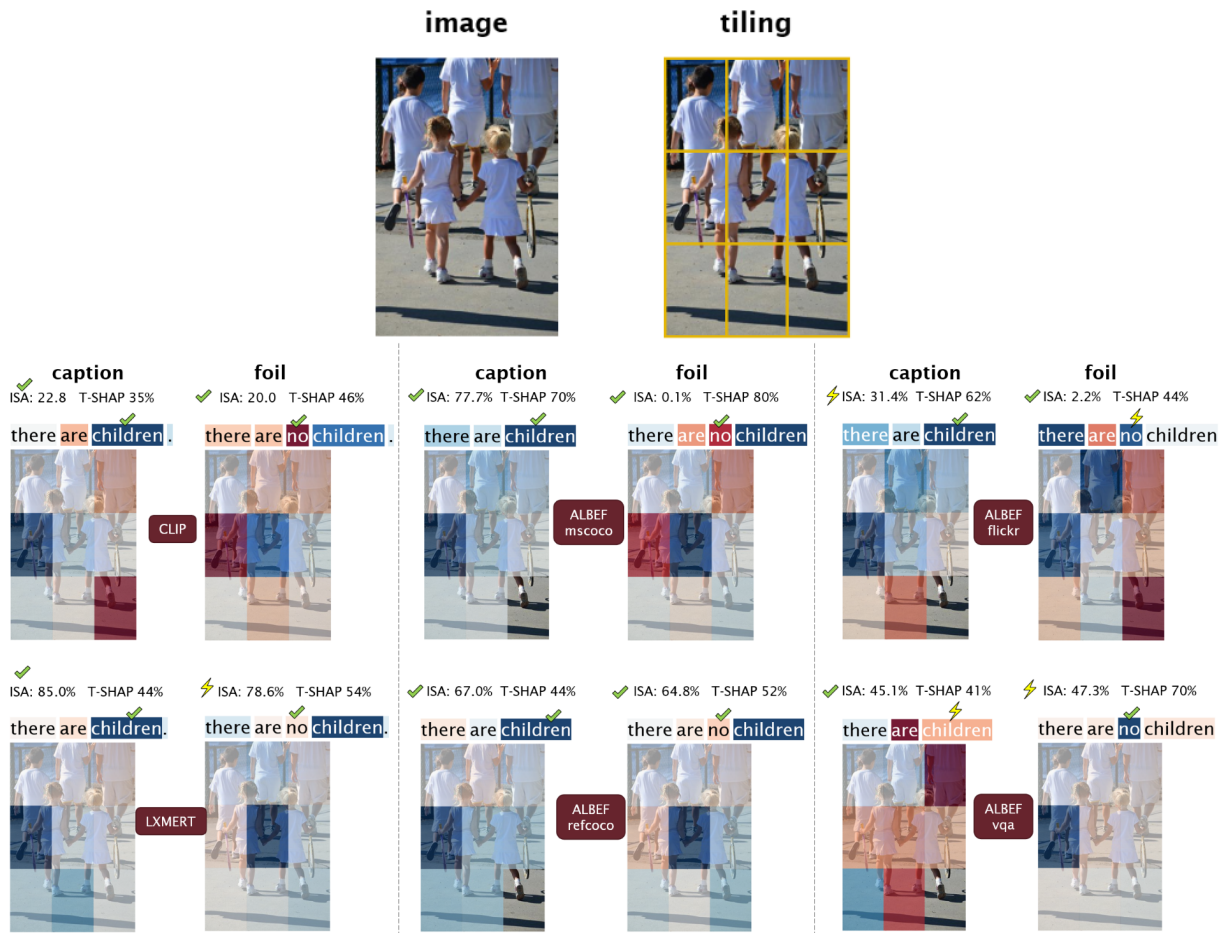 image tiling
caption foil caption foil caption foil
ISA: 22.8 T-SHAP 35% ISA: 20.0 T-SHAP 46% ISA: 77.7% T-SHAP 70% ISA: 0.1% T-SHAP 80% ISA: 31.4% T-SHAP 62% ISA: 2.2% T-SHAP 44%
there are children . there are no children . there are children there are no children there are children there are no children
CLIP ALBEF mscoco ALBEF flickr
ISA: 85.0% T-SHAP 44% ISA: 78.6% T-SHAP 54% ISA: 67.0% T-SHAP 44% ISA: 64.8% T-SHAP 52% ISA: 45.1% T-SHAP 41% ISA: 47.3% T-SHAP 70%
there are children. there are no children. there are children there are no children there are children there are no children
LXMERT ALBEF refcoco ALBEF vqa